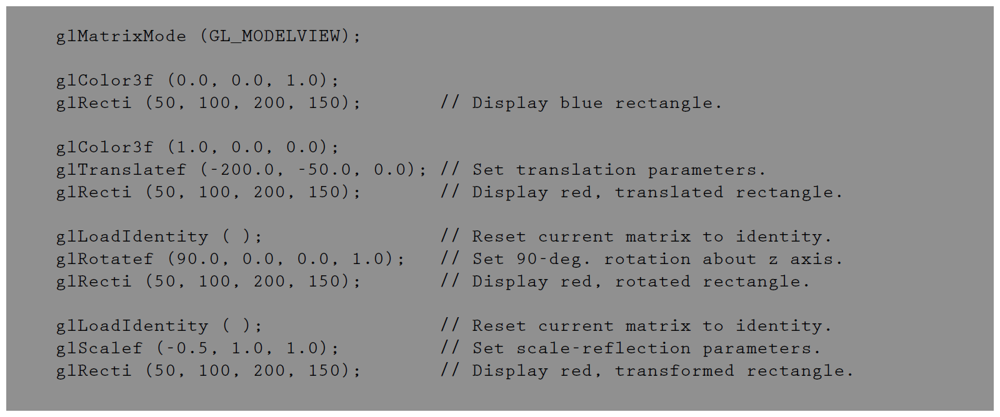 glMatrixMode (GL_MODELVIEW);
glColor3f (0.0, 0.0, 1.0);
glRecti (50, 100, 200, 150);       // Display blue rectangle.
glColor3f (1.0, 0.0, 0.0);
glTranslatef (-200.0, -50.0, 0.0); // Set translation parameters.
glRecti (50, 100, 200, 150);       // Display red, translated rectangle.
glLoadIdentity ( );                // Reset current matrix to identity.
glRotatef (90.0, 0.0, 0.0, 1.0);   // Set 90-deg. rotation about z axis.
glRecti (50, 100, 200, 150);       // Display red, rotated rectangle.
glLoadIdentity ( );                // Reset current matrix to identity.
glScalef (-0.5, 1.0, 1.0);         // Set scale-reflection parameters.
glRecti (50, 100, 200, 150);       // Display red, transformed rectangle.